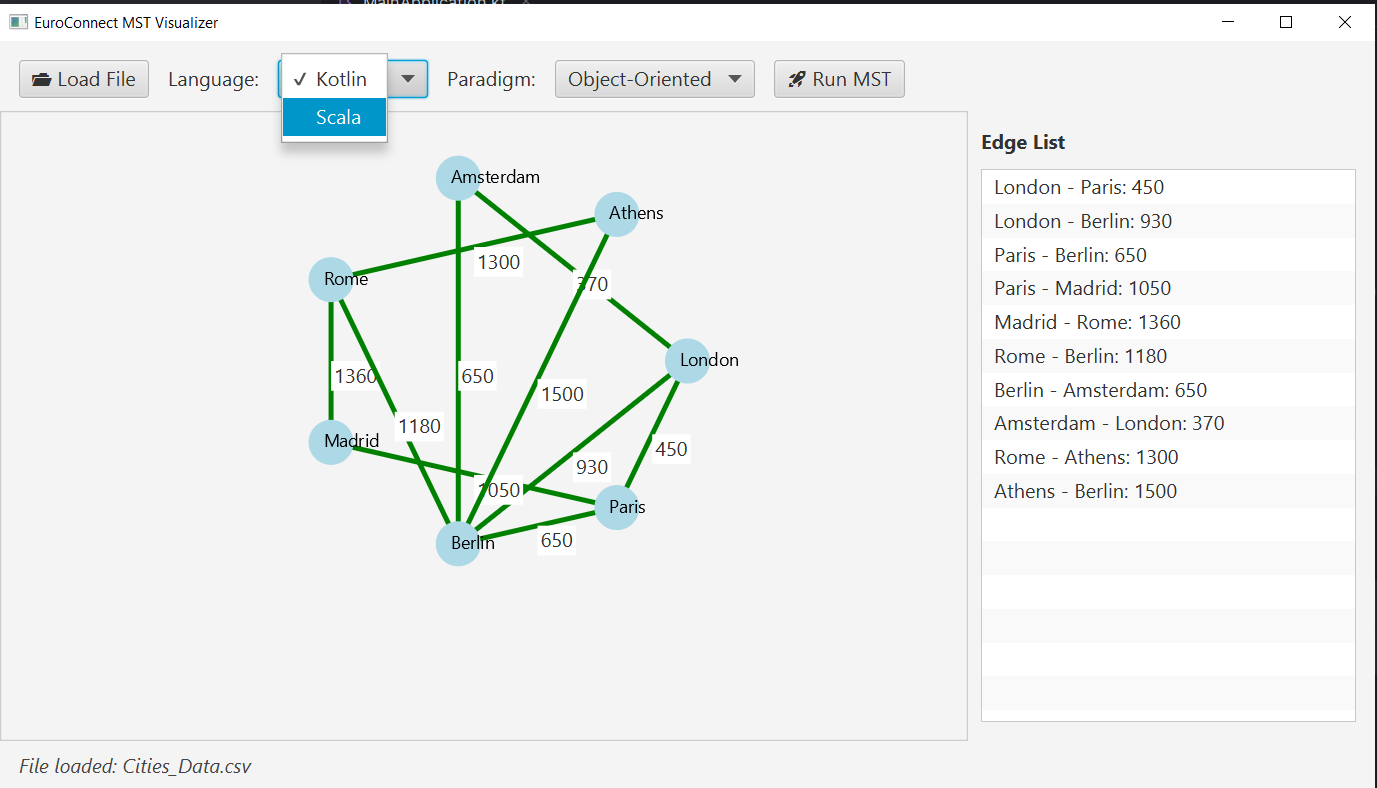 MainApplication.kt
EuroConnect MST Visualizer
Load File Language: ✓ Kotlin Paradigm: Object-Oriented Run MST
Scala
Amsterdam
Athens
1300
Rome
370
London
1360
650
1500
1180
Madrid
450
930
1050
Paris
650
Berlin
Edge List
London - Paris: 450
London - Berlin: 930
Paris - Berlin: 650
Paris - Madrid: 1050
Madrid - Rome: 1360
Rome - Berlin: 1180
Berlin - Amsterdam: 650
Amsterdam - London: 370
Rome - Athens: 1300
Athens - Berlin: 1500
File loaded: Cities_Data.csv